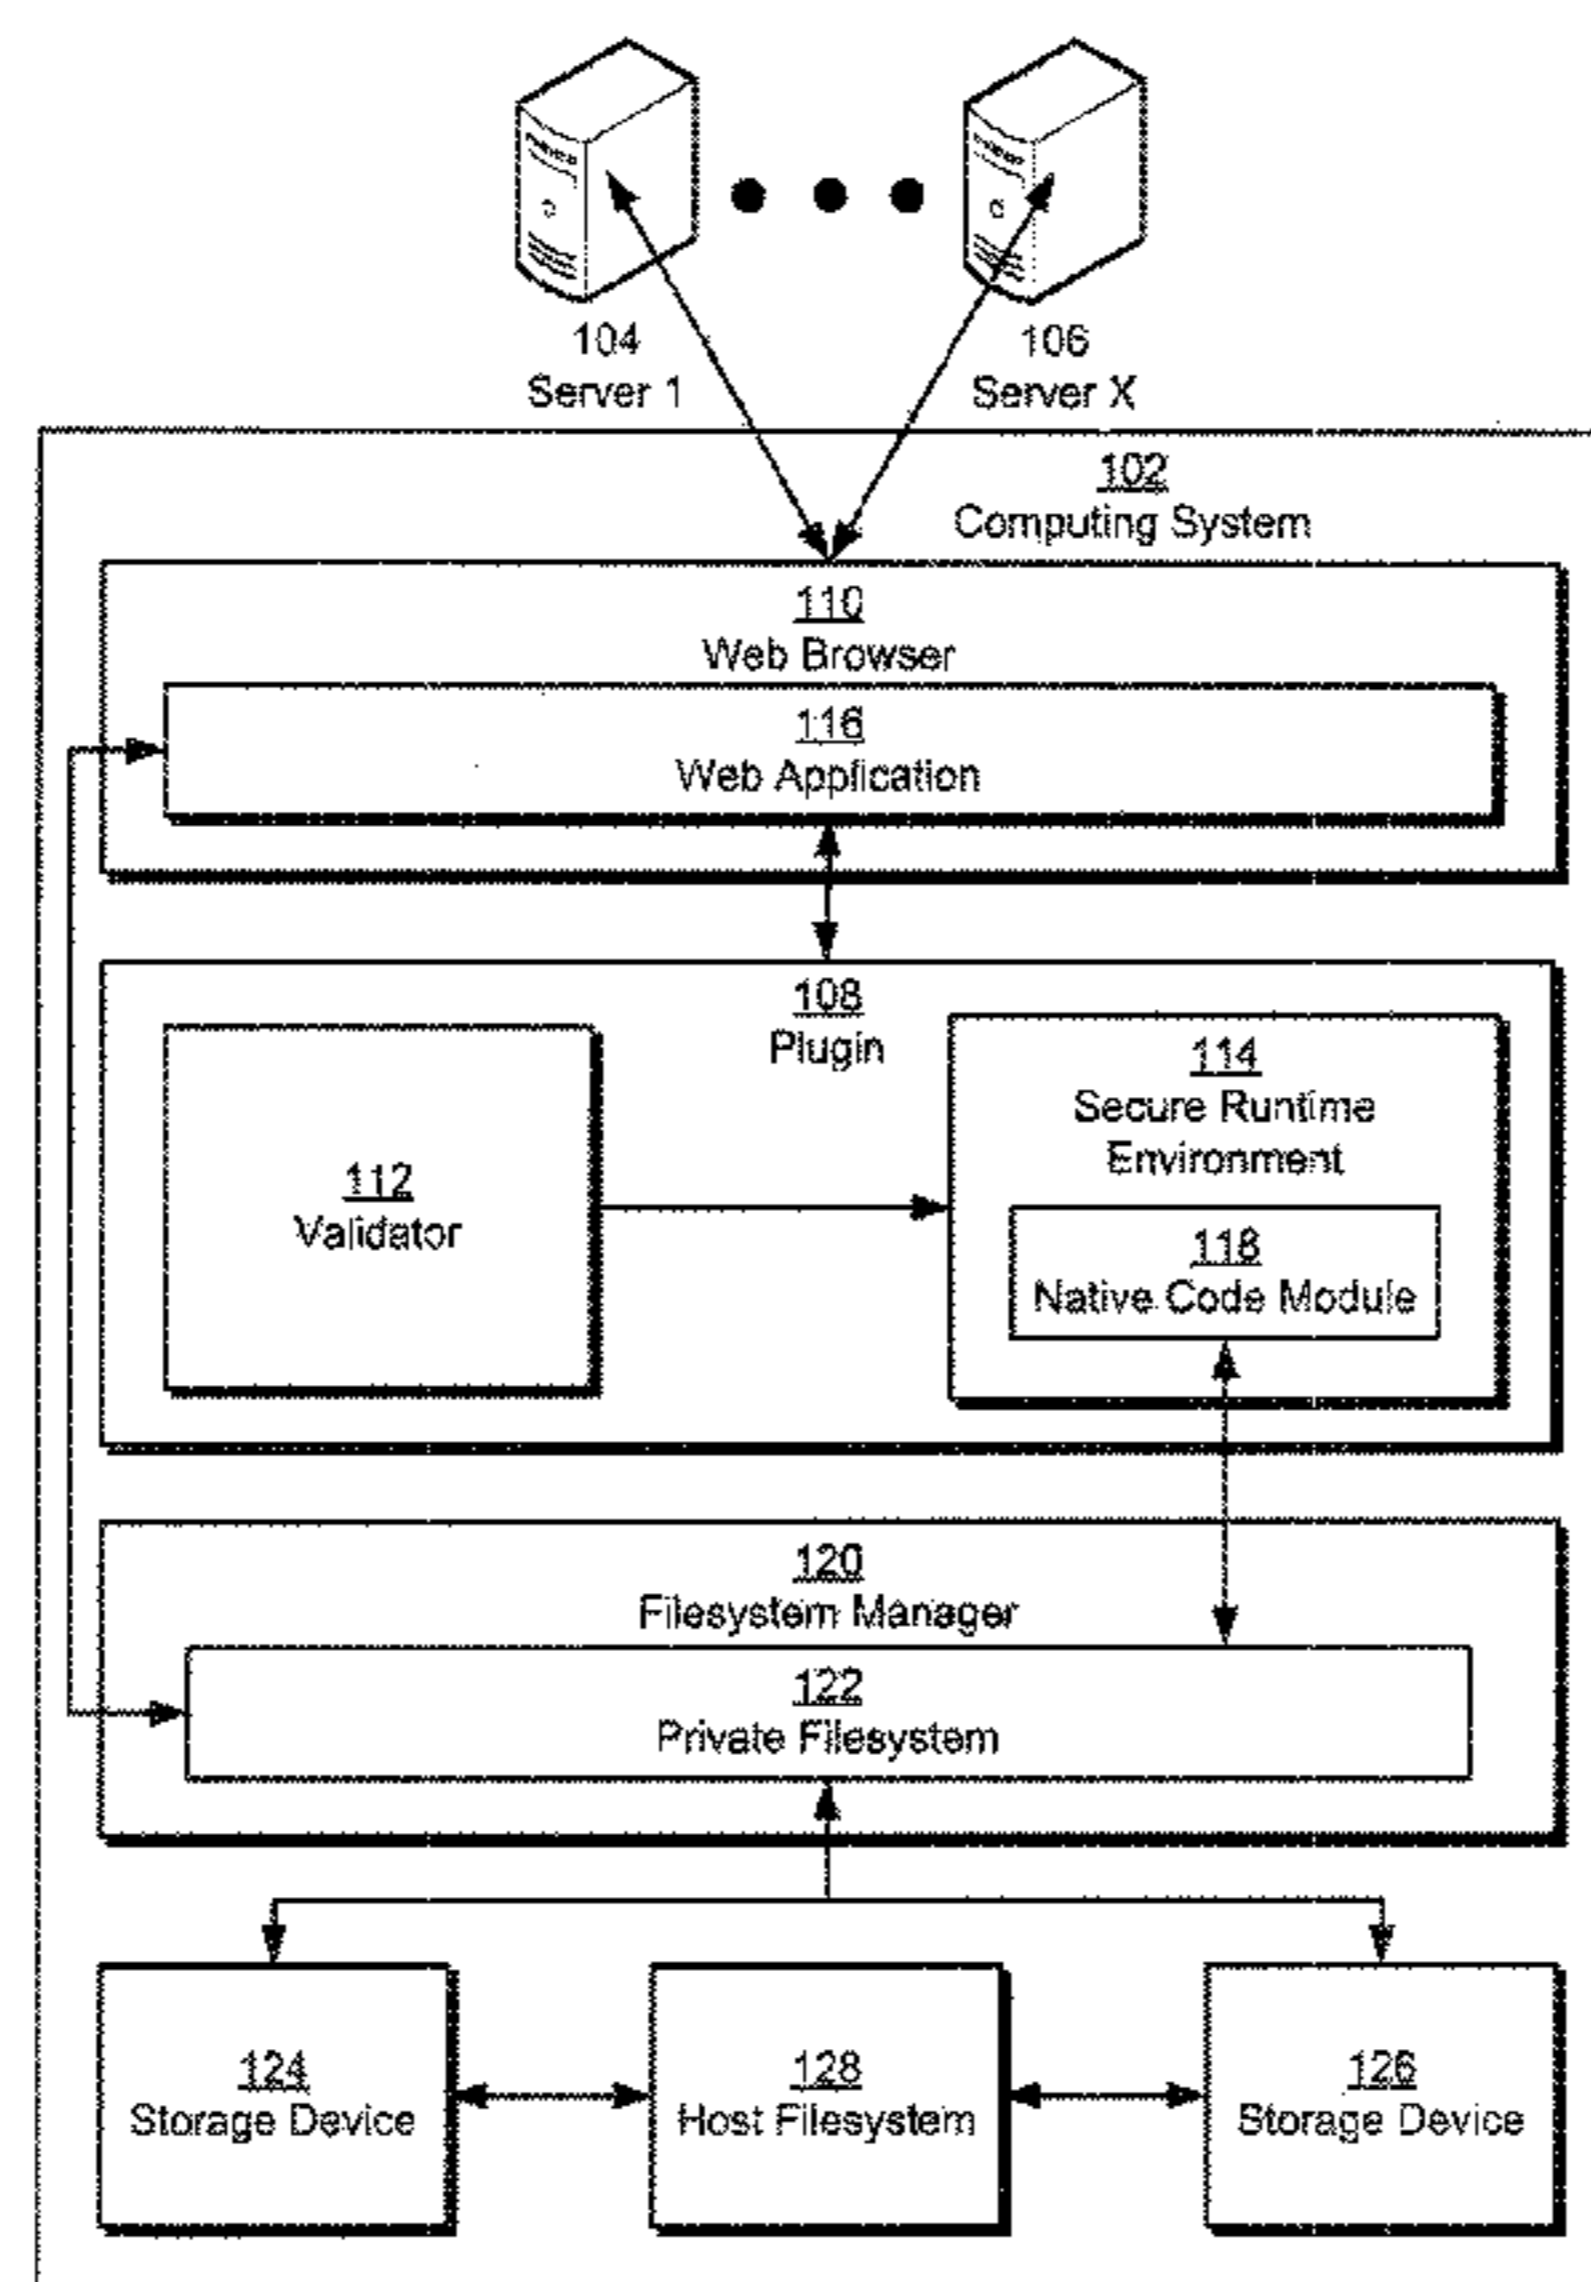 104
Server 1
106
Server X
102
Computing System
110
Web Browser
116
Web Application
108
Plugin
112
Validator
114
Secure Runtime
Environment
118
Native Code Module
120
Filesystem Manager
122
Private Filesystem
124
Storage Device
128
Host Filesystem
126
Storage Device